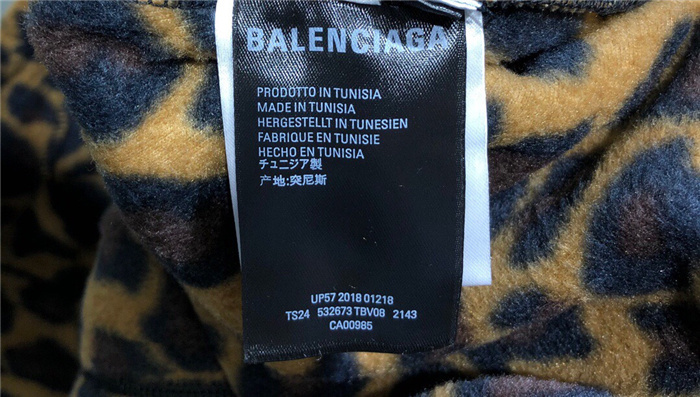 BALENCIAGA
PRODOTTO IN TUNISIA
MADE IN TUNISIA
HERGESTELLT IN TUNESIEN
FABRIQUE EN TUNISIE
HECHO EN TUNISIA
チュニジア製
产地:突尼斯
UP57 2018 01218
TS24 532673 TBV08 2143
CA00985